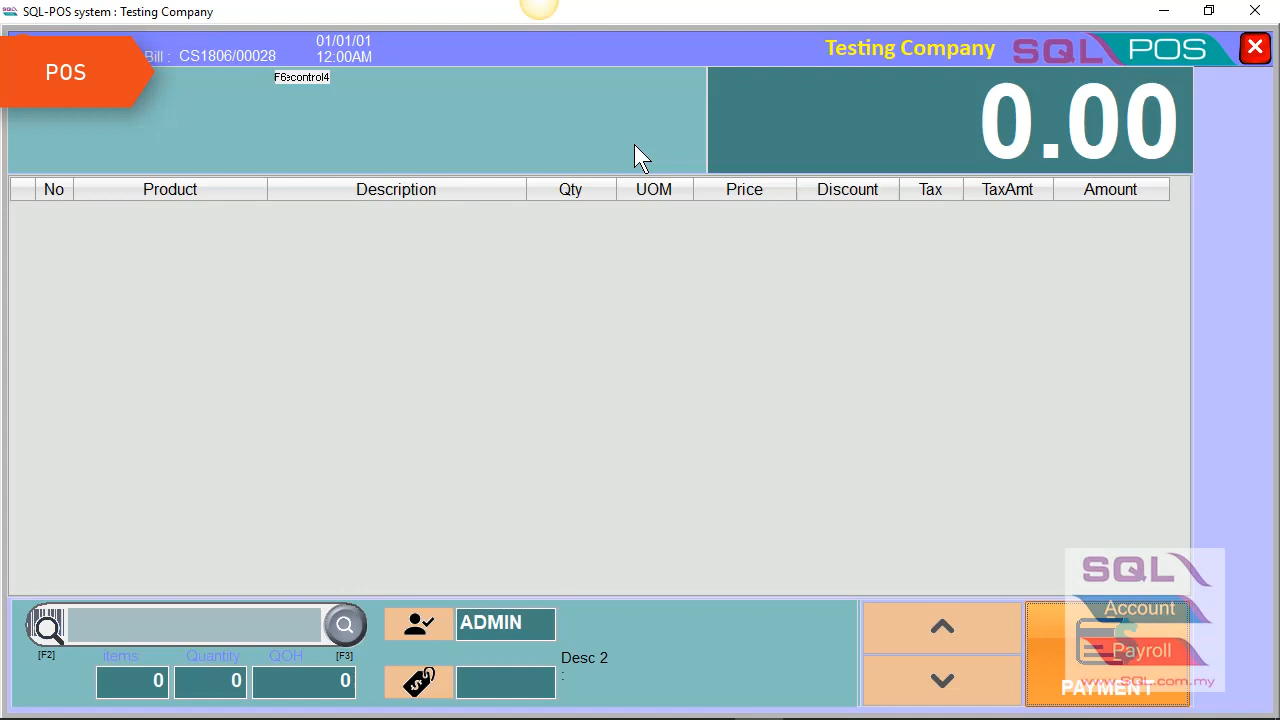 SQL-POS system : Testing Company
POS
Bill : CS1806/00028
01/01/01
12:00AM
Testing Company
SQL POS
F6:control4
0.00
No Product Description Qty UOM Price Discount Tax TaxAmt Amount
[F2]
[F3]
items Quantity QOH
0 0 0
ADMIN
Desc 2
:
SQL
Account
Payroll
www.SQL.com.my
PAYMENT